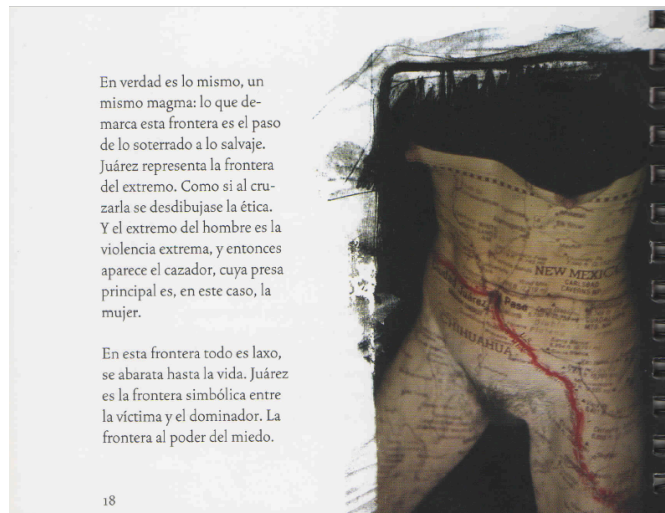 En verdad es lo mismo, un
mismo magma: lo que de-
marca esta frontera es el paso
de lo soterrado a lo salvaje.
Juárez representa la frontera
del extremo. Como si al cru-
zarla se desdibujase la ética.
Y el extremo del hombre es la
violencia extrema, y entonces
aparece el cazador, cuya presa
principal es, en este caso, la
mujer.
En esta frontera todo es laxo,
se abarata hasta la vida. Juárez
es la frontera simbólica entre
la víctima y el dominador. La
frontera al poder del miedo.
18
NEW MEXICO
CARLSBAD
CAVERNS
Juárez
Paso
CHIHUAHUA